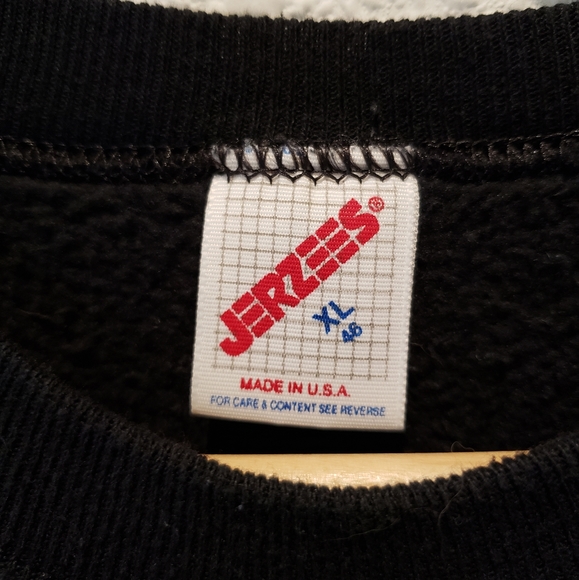 JERZEES®
XL
46
MADE IN U.S.A.
FOR CARE & CONTENT SEE REVERSE